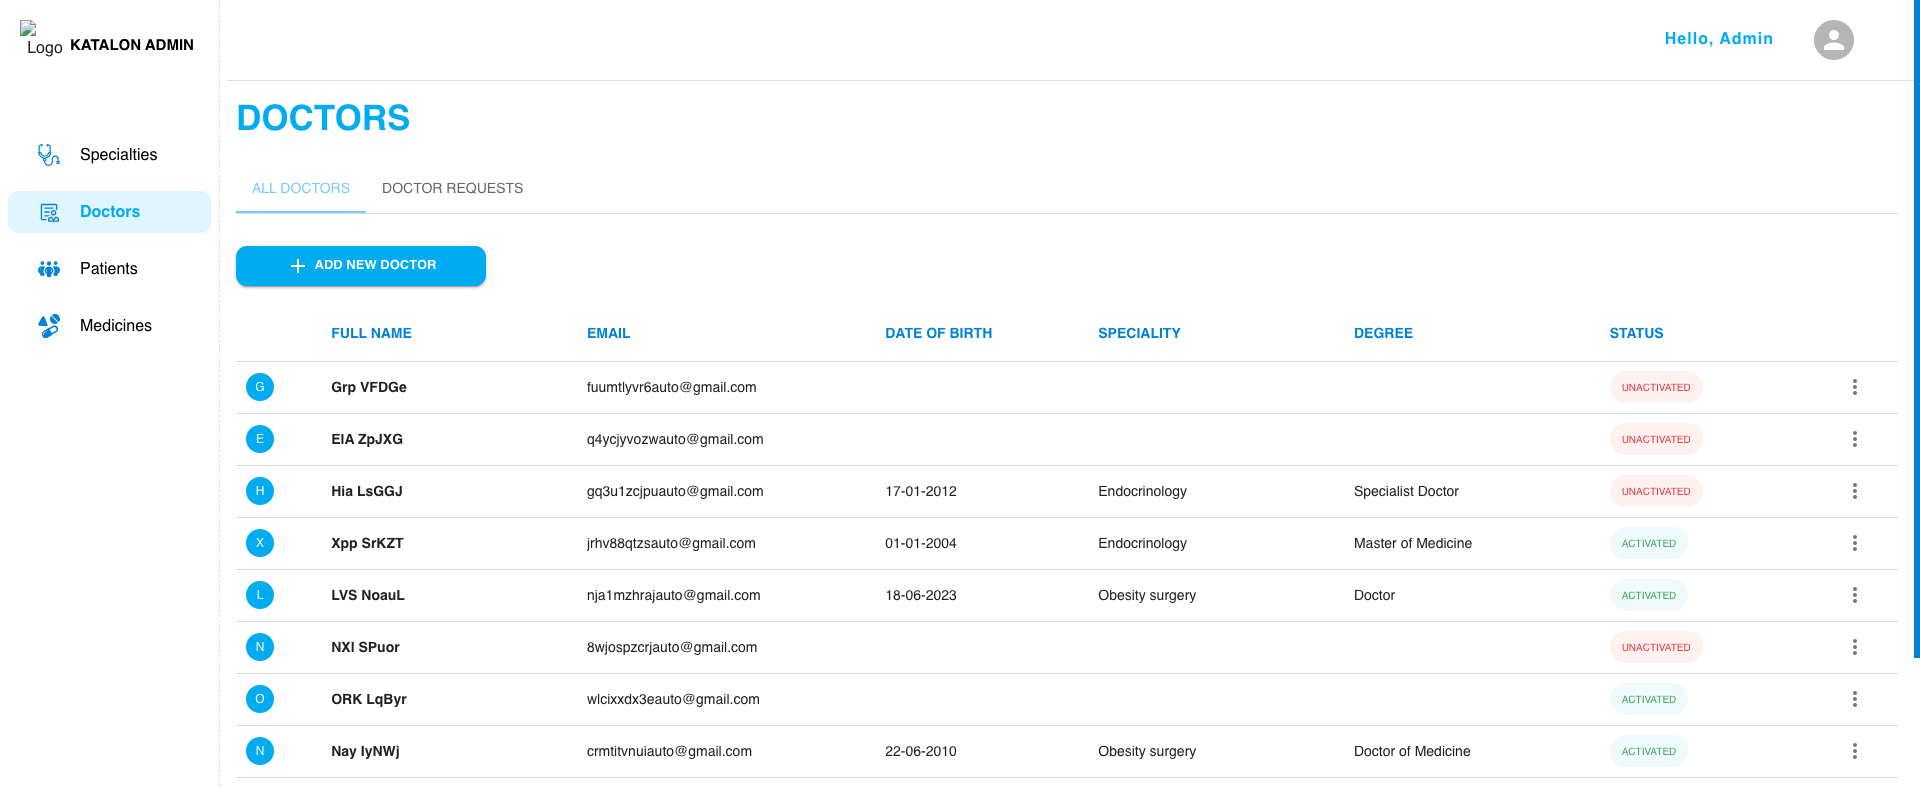 Logo KATALON ADMIN
Hello, Admin
Specialties
Doctors
Patients
Medicines
DOCTORS
ALL DOCTORS DOCTOR REQUESTS
ADD NEW DOCTOR
FULL NAME EMAIL DATE OF BIRTH SPECIALITY DEGREE STATUS
G Grp VFDGe fuumtlyvr6auto@gmail.com UNACTIVATED
E EIA ZpJXG q4ycjyvozwauto@gmail.com UNACTIVATED
H Hia LsGGJ gq3u1zcjpuauto@gmail.com 17-01-2012 Endocrinology Specialist Doctor UNACTIVATED
X Xpp SrKZT jrhv88qtzsauto@gmail.com 01-01-2004 Endocrinology Master of Medicine ACTIVATED
L LVS NoauL nja1mzhrajauto@gmail.com 18-06-2023 Obesity surgery Doctor ACTIVATED
N NXI SPuor 8wjospzcrjauto@gmail.com UNACTIVATED
O ORK LqByr wlcixxdx3eauto@gmail.com ACTIVATED
N Nay IyNWj crmtitvnuiauto@gmail.com 22-06-2010 Obesity surgery Doctor of Medicine ACTIVATED